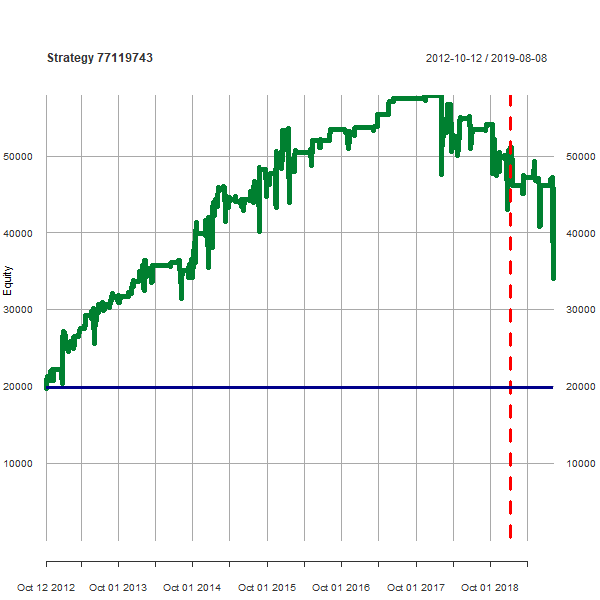 Strategy 77119743
2012-10-12 / 2019-08-08
50000
50000
40000
40000
Equity
30000
30000
20000
20000
10000
10000
Oct 12 2012
Oct 01 2013
Oct 01 2014
Oct 01 2015
Oct 01 2016
Oct 01 2017
Oct 01 2018